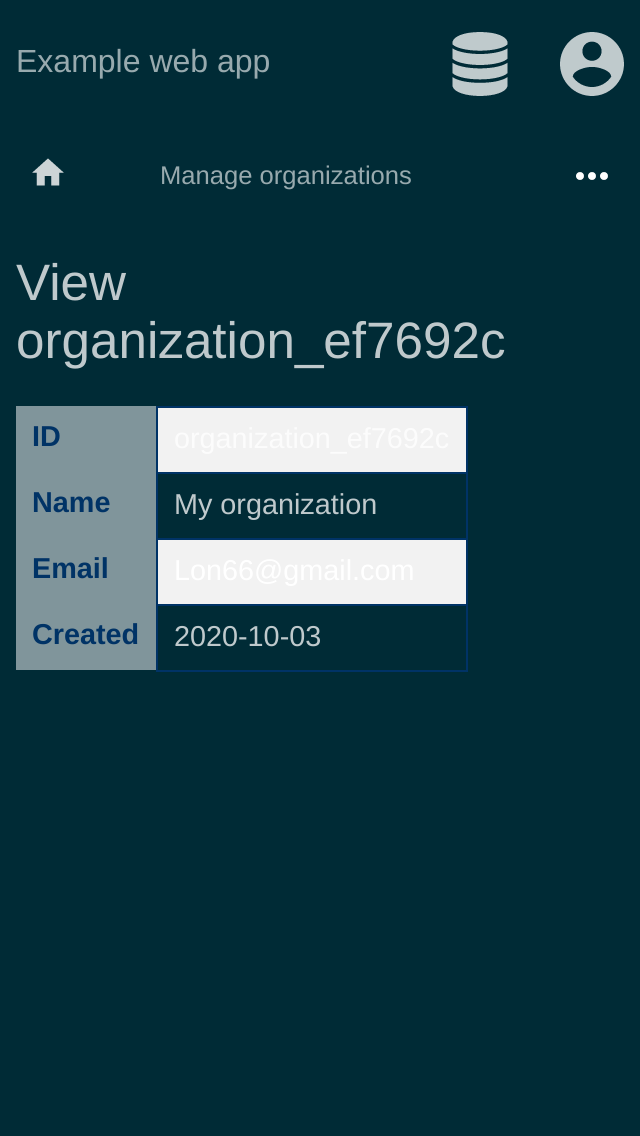 Example web app
Manage organizations
View
organization_ef7692c
ID organization_ef7692c
Name My organization
Email Lon66@gmail.com
Created 2020-10-03